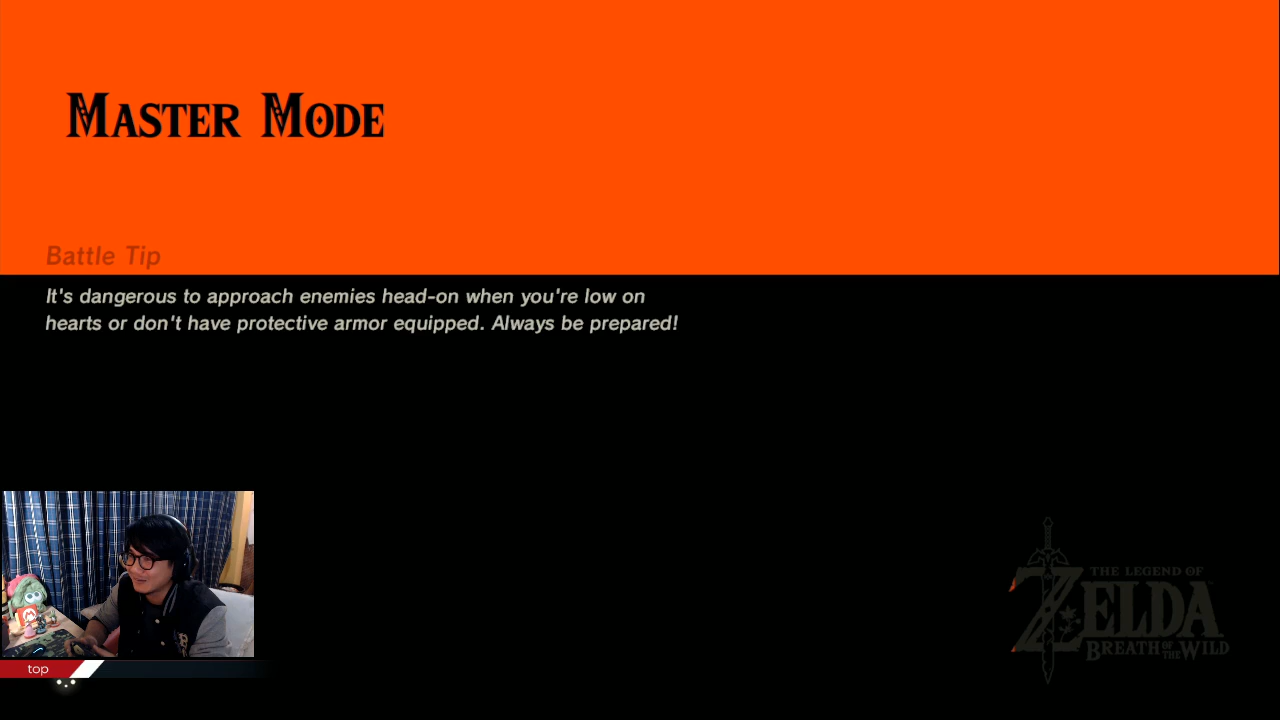 Master Mode
Battle Tip
It's dangerous to approach enemies head-on when you're low on
hearts or don't have protective armor equipped. Always be prepared!
THE LEGEND OF
ZELDA
BREATH OF THE WILD
top